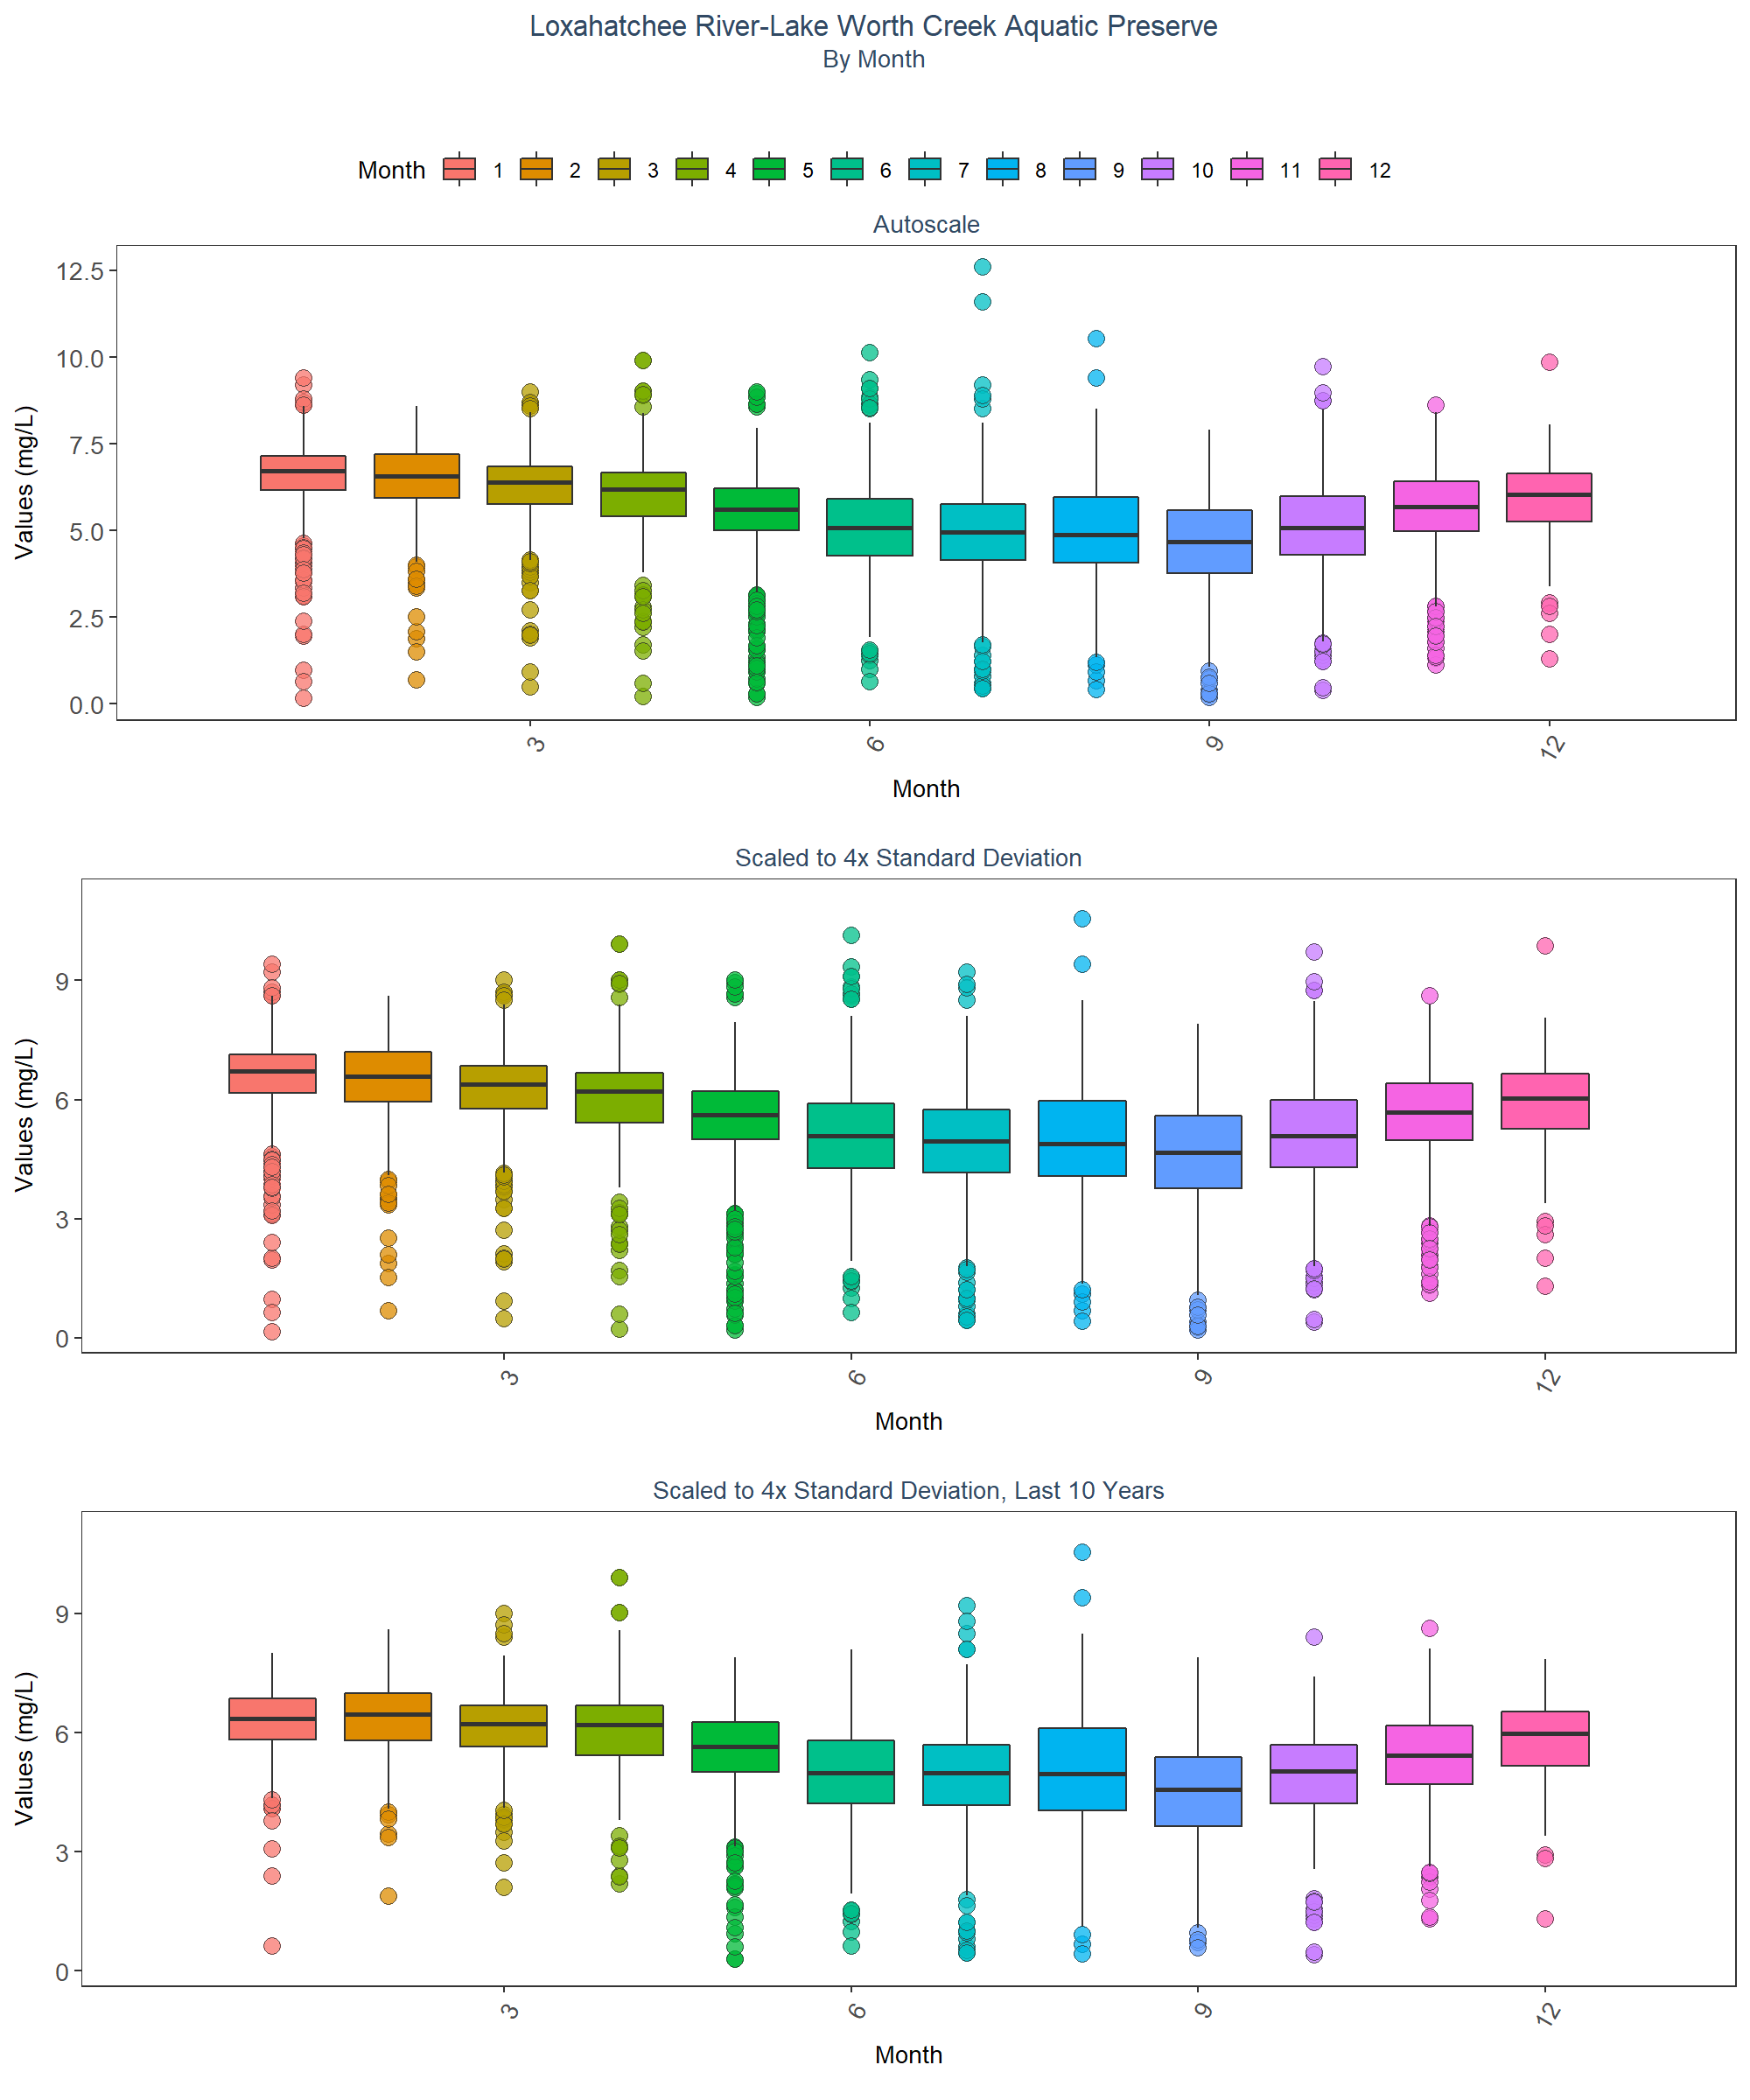 Loxahatchee River-Lake Worth Creek Aquatic Preserve
By Month
Month 1 2 3 4 5 6 7 8 9 10 11 12
Autoscale
12.5
10.0
7.5
5.0
2.5
0.0
Values (mg/L)
3 6 9 12
Month
Scaled to 4x Standard Deviation
9
6
3
0
Values (mg/L)
3 6 9 12
Month
Scaled to 4x Standard Deviation, Last 10 Years
9
6
3
0
Values (mg/L)
3 6 9 12
Month